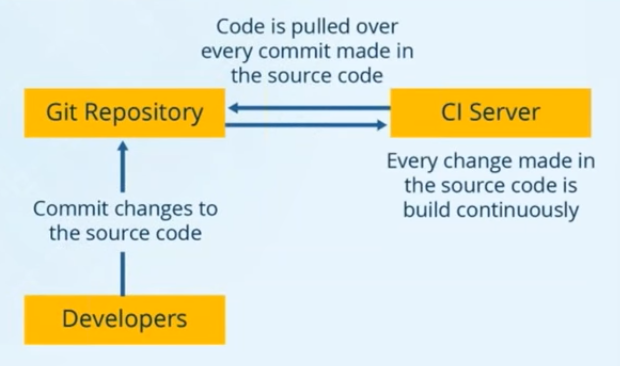 Code is pulled over
every commit made in
the source code
Git Repository
CI Server
Every change made in
the source code is
build continuously
Commit changes to
the source code
Developers